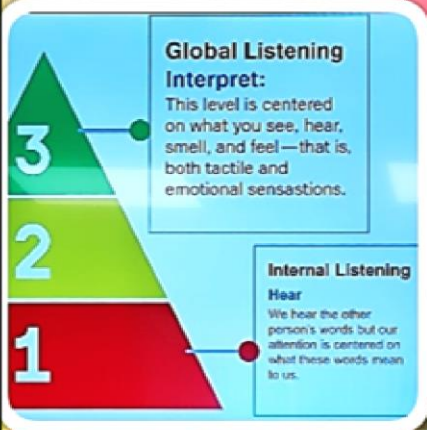 3
Global Listening
Interpret:
This level is centered
on what you see, hear,
smell, and feel—that is,
both tactile and
emotional sensastions.
2
Internal Listening
Hear
We hear the other
person's words but our
attention is centered on
what these words mean
to us.
1